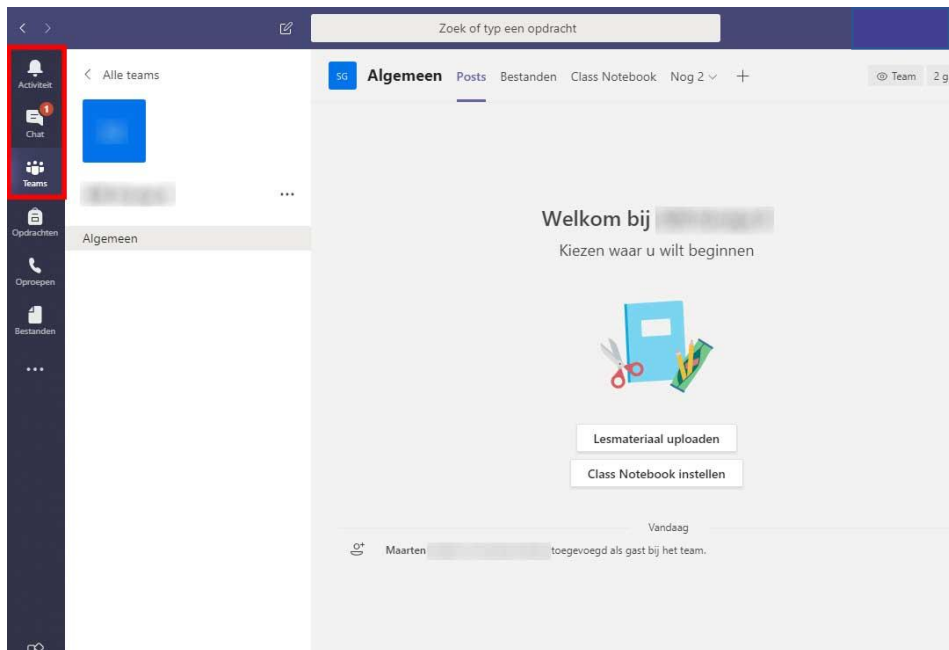 Zoek of typ een opdracht
Activiteit
1
Chat
Teams
Opdrachten
Oproepen
Bestanden
Alle teams
Algemeen
SG Algemeen Posts Bestanden Class Notebook Nog 2
Team 2 g
Welkom bij
Kiezen waar u wilt beginnen
Lesmateriaal uploaden
Class Notebook instellen
Vandaag
Maarten toegevoegd als gast bij het team.